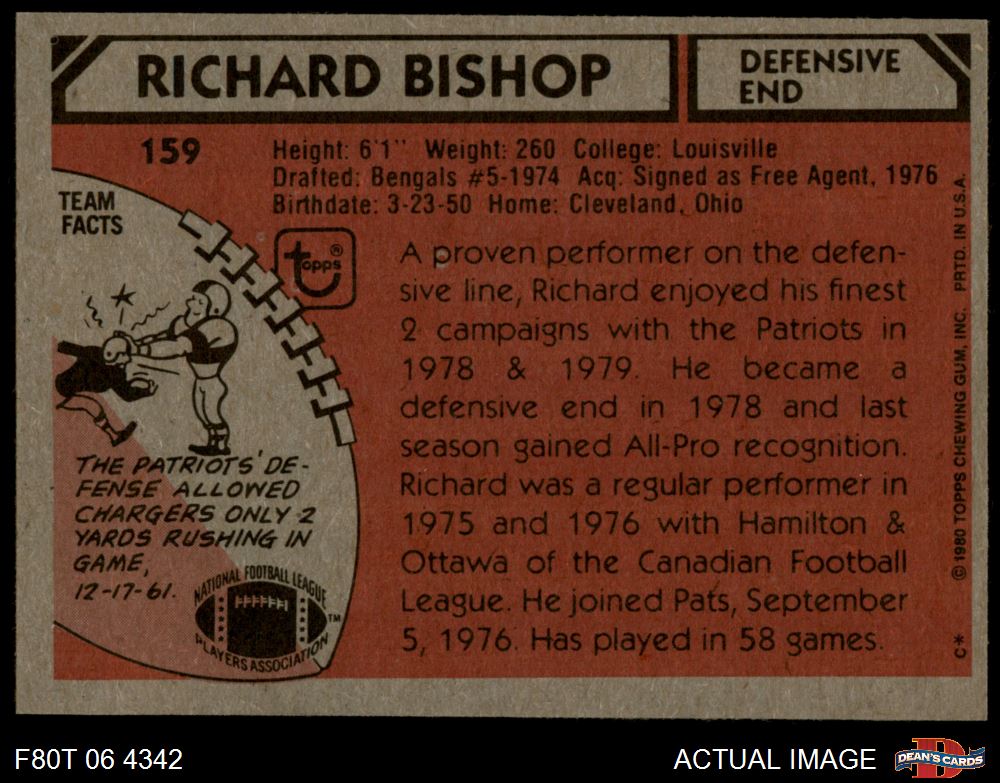 RICHARD BISHOP
DEFENSIVE
END
159
Height: 6'1" Weight: 260 College: Louisville
Drafted: Bengals #5-1974 Acq: Signed as Free Agent, 1976
Birthdate: 3-23-50 Home: Cleveland, Ohio
TEAM
FACTS
topps®
A proven performer on the defen-
sive line, Richard enjoyed his finest
2 campaigns with the Patriots in
1978 & 1979. He became a
defensive end in 1978 and last
season gained All-Pro recognition.
Richard was a regular performer in
1975 and 1976 with Hamilton &
Ottawa of the Canadian Football
League. He joined Pats, September
5, 1976. Has played in 58 games.
THE PATRIOTS' DE-
FENSE ALLOWED
CHARGERS ONLY 2
YARDS RUSHING IN
GAME,
12-17-61.
NATIONAL FOOTBALL LEAGUE
PLAYERS ASSOCIATION
TM
© 1980 TOPPS CHEWING GUM, INC. PRTD. IN U.S.A.
C*
F80T 06 4342
ACTUAL IMAGE
D
DEAN'S CARDS